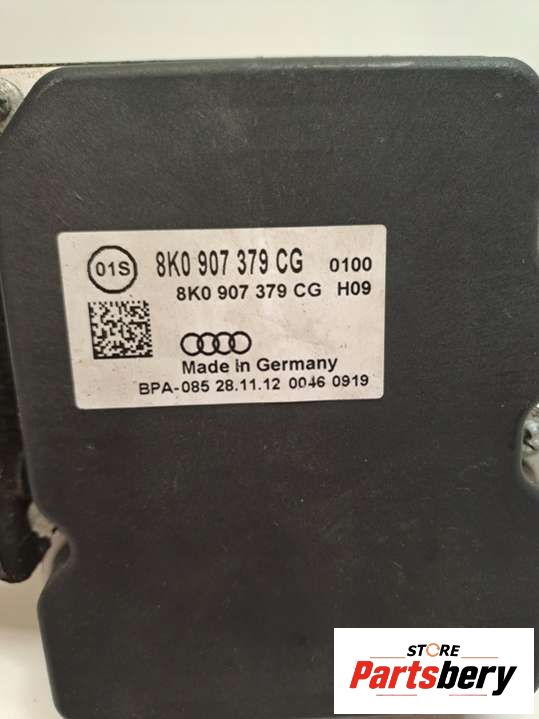 01S 8K0 907 379 CG 0100
8K0 907 379 CG H09
Made in Germany
BPA-085 28.11.12 0046 0919
STORE
Partsbery